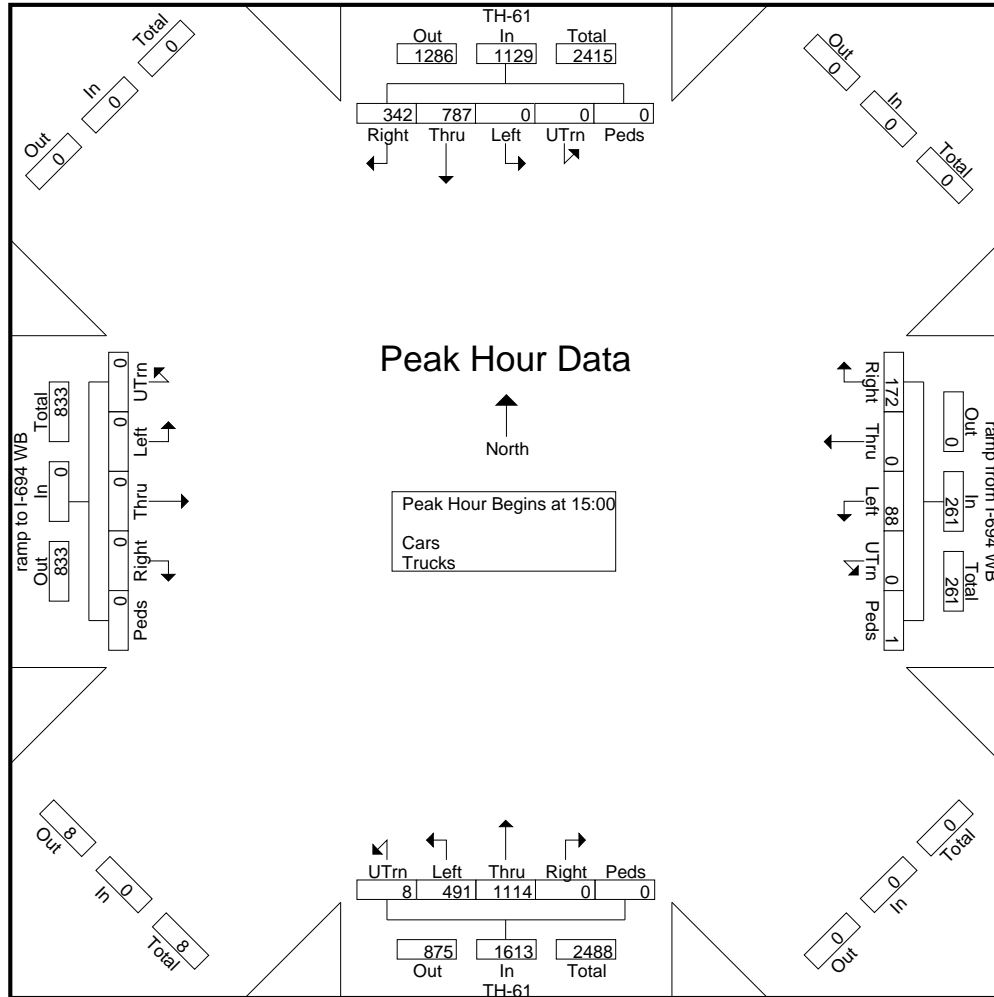 TH-61
Out In Total
1286 1129 2415
342 787 0 0 0
Right Thru Left UTrn Peds
Total
0
In
0
Out
0
Out
0
In
0
Total
0
Peak Hour Data
North
Peak Hour Begins at 15:00
Cars
Trucks
ramp to I-694 WB
Total In Out
833 0 833
0 0 0 0 0
UTrn Left Thru Right Peds
Right Thru Left UTrn Peds
172 0 88 0 1
Out In Total
0 261 261
ramp from I-694 WB
8
Out
0
In
8
Total
0
Total
0
In
0
Out
UTrn Left Thru Right Peds
8 491 1114 0 0
875 1613 2488
Out In Total
TH-61